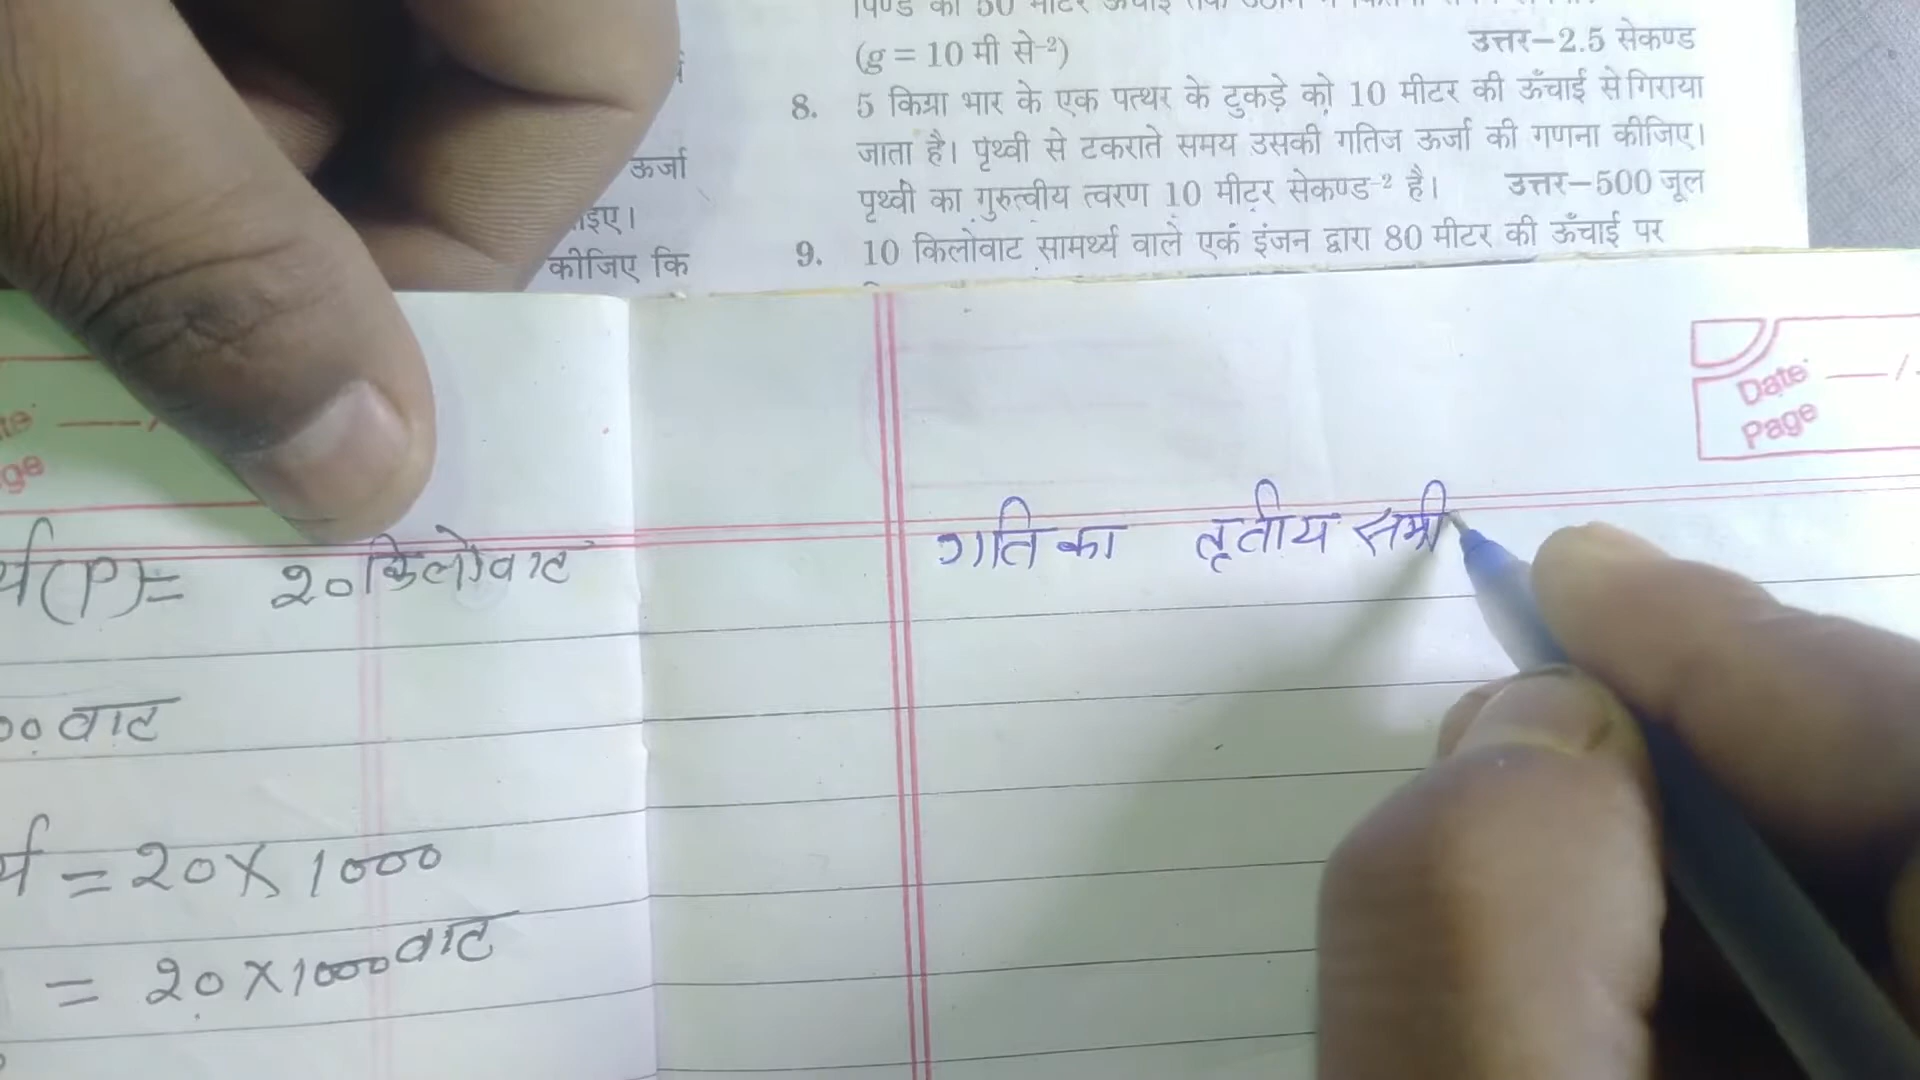 (g = 10 मी से⁻²) उत्तर–2.5 सेकण्ड
8. 5 किग्रा भार के एक पत्थर के टुकड़े को 10 मीटर की ऊँचाई से गिराया
जाता है। पृथ्वी से टकराते समय उसकी गतिज ऊर्जा की गणना कीजिए।
पृथ्वी का गुरुत्वीय त्वरण 10 मीटर सेकण्ड⁻² है। उत्तर–500 जूल
9. 10 किलोवाट सामर्थ्य वाले एक इंजन द्वारा 80 मीटर की ऊँचाई पर
ऊर्जा
कीजिए कि
Date
Page
(P) = 20 किलोवाट
वाट
= 20 X 1000
= 20 X 1000 वाट
गति का तृतीय समी
Date /
Page